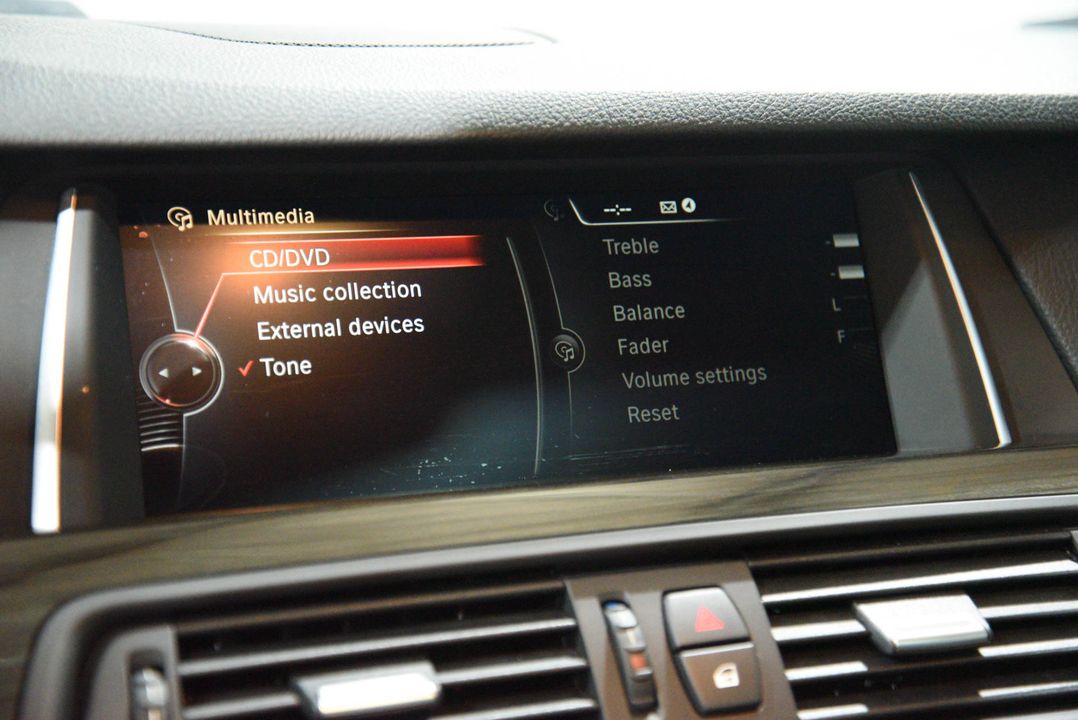 Multimedia
CD/DVD
Music collection
External devices
Tone
--:--
Treble
Bass
Balance
L
Fader
F
Volume settings
Reset